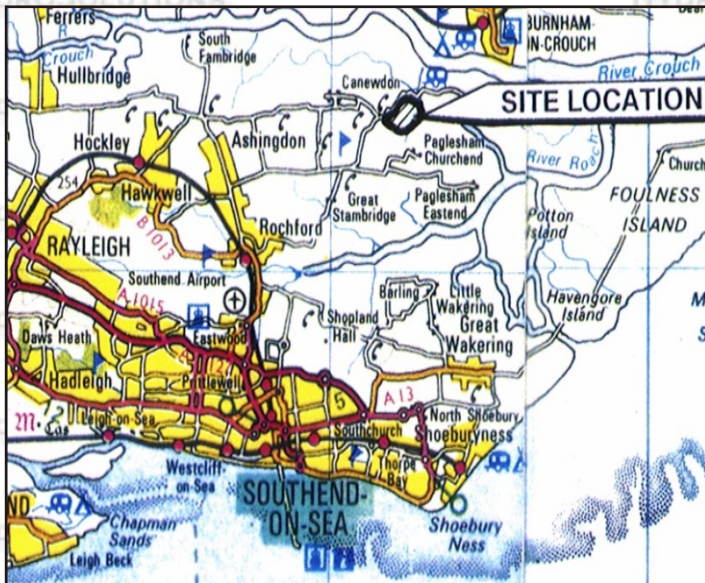 Ferrers
R
Crouch
Hullbridge
South
Fambridge
BURNHAM-
ON-CROUCH
River Crouch
Canewdon
SITE LOCATION
Hockley
Ashingdon
Paglesham
Churchend
River Roach
Church
254
Hawkwell
B1013
Great
Stambridge
Paglesham
Eastend
FOULNESS
ISLAND
Potton
Island
RAYLEIGH
Rochford
Southend Airport
A1015
Barling
Little
Wakering
Great
Wakering
Havengore
Island
M
S
Shopland
Hall
Daws Heath
Eastwood
Prittlewell
Hadleigh
5
A13
North Shoebury
Shoeburyness
Leigh-on-Sea
Southchurch
Thorpe
Bay
Westcliff-
on-Sea
SOUTHEND-
ON-SEA
Shoebury
Ness
ND
Chapman
Sands
Leigh Beck